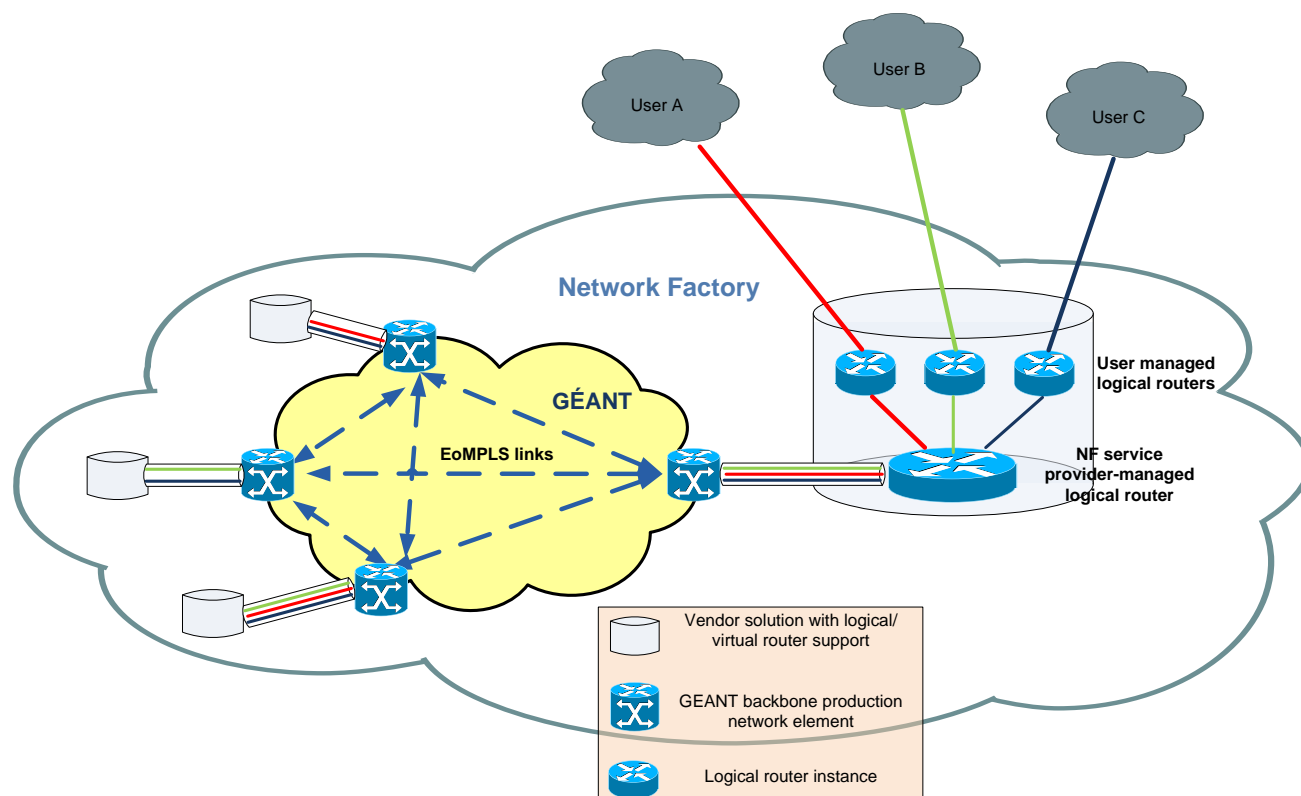 User A
User B
User C
Network Factory
GÉANT
EoMPLS links
User managed
logical routers
NF service
provider-managed
logical router
Vendor solution with logical/
virtual router support
GEANT backbone production
network element
Logical router instance